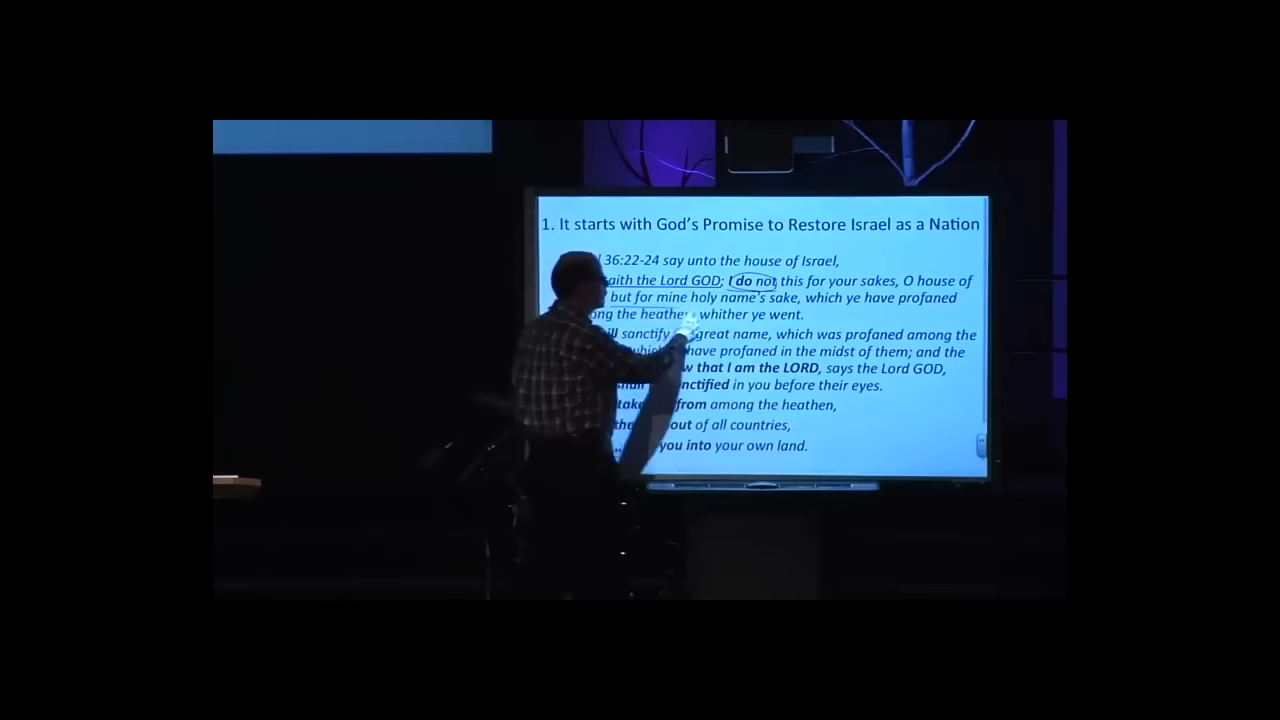 1. It starts with God's Promise to Restore Israel as a Nation
36:22-24 say unto the house of Israel,
saith the Lord GOD; I do not this for your sakes, O house of
but for mine holy name's sake, which ye have profaned
the heathen, whither ye went.
sanctify great name, which was profaned among the
have profaned in the midst of them; and the
that I am the LORD, says the Lord GOD,
in you before their eyes.
take from among the heathen,
out of all countries,
you into your own land.